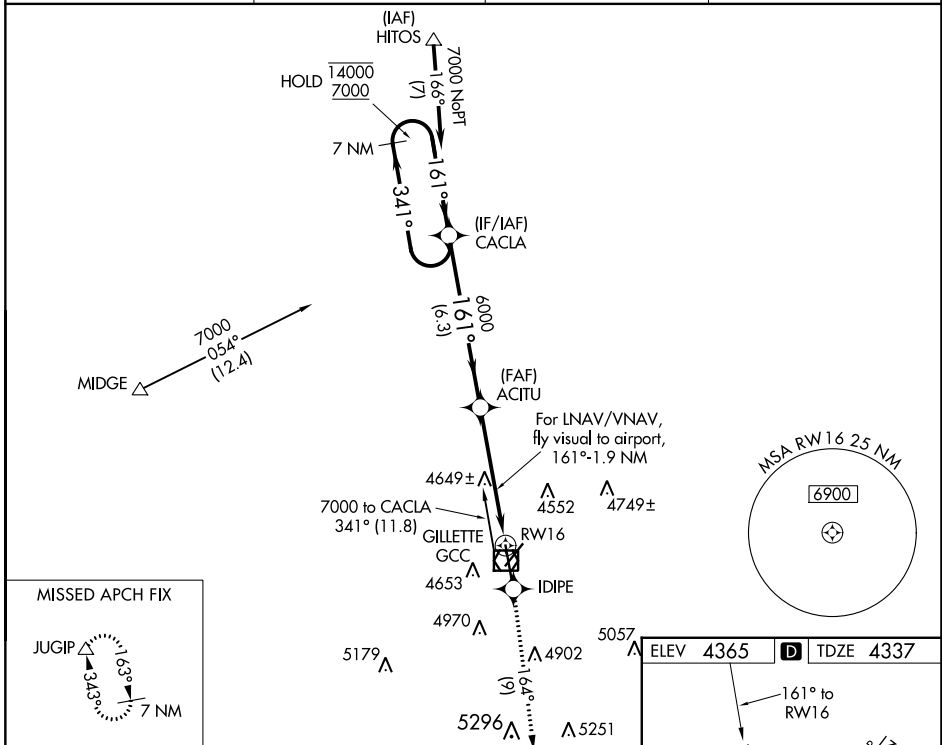 (IAF)
HITOS
7000 NoPT
166°
(7)
HOLD 14000
7000
7 NM
161°
341°
(IF/IAF)
CACLA
6000
161°
(6.3)
7000
054°
(12.4)
MIDGE
(FAF)
ACITU
For LNAV/VNAV,
fly visual to airport,
161°-1.9 NM
MSA RW16 25 NM
6900
4649±
4552
4749±
7000 to CACLA
341° (11.8)
GILLETTE
GCC
RW16
4653
IDIPE
4970
5179
4902
5057
164°
(9)
5296
5251
MISSED APCH FIX
JUGIP
163°
343°
7 NM
ELEV 4365 D TDZE 4337
161° to
RW16